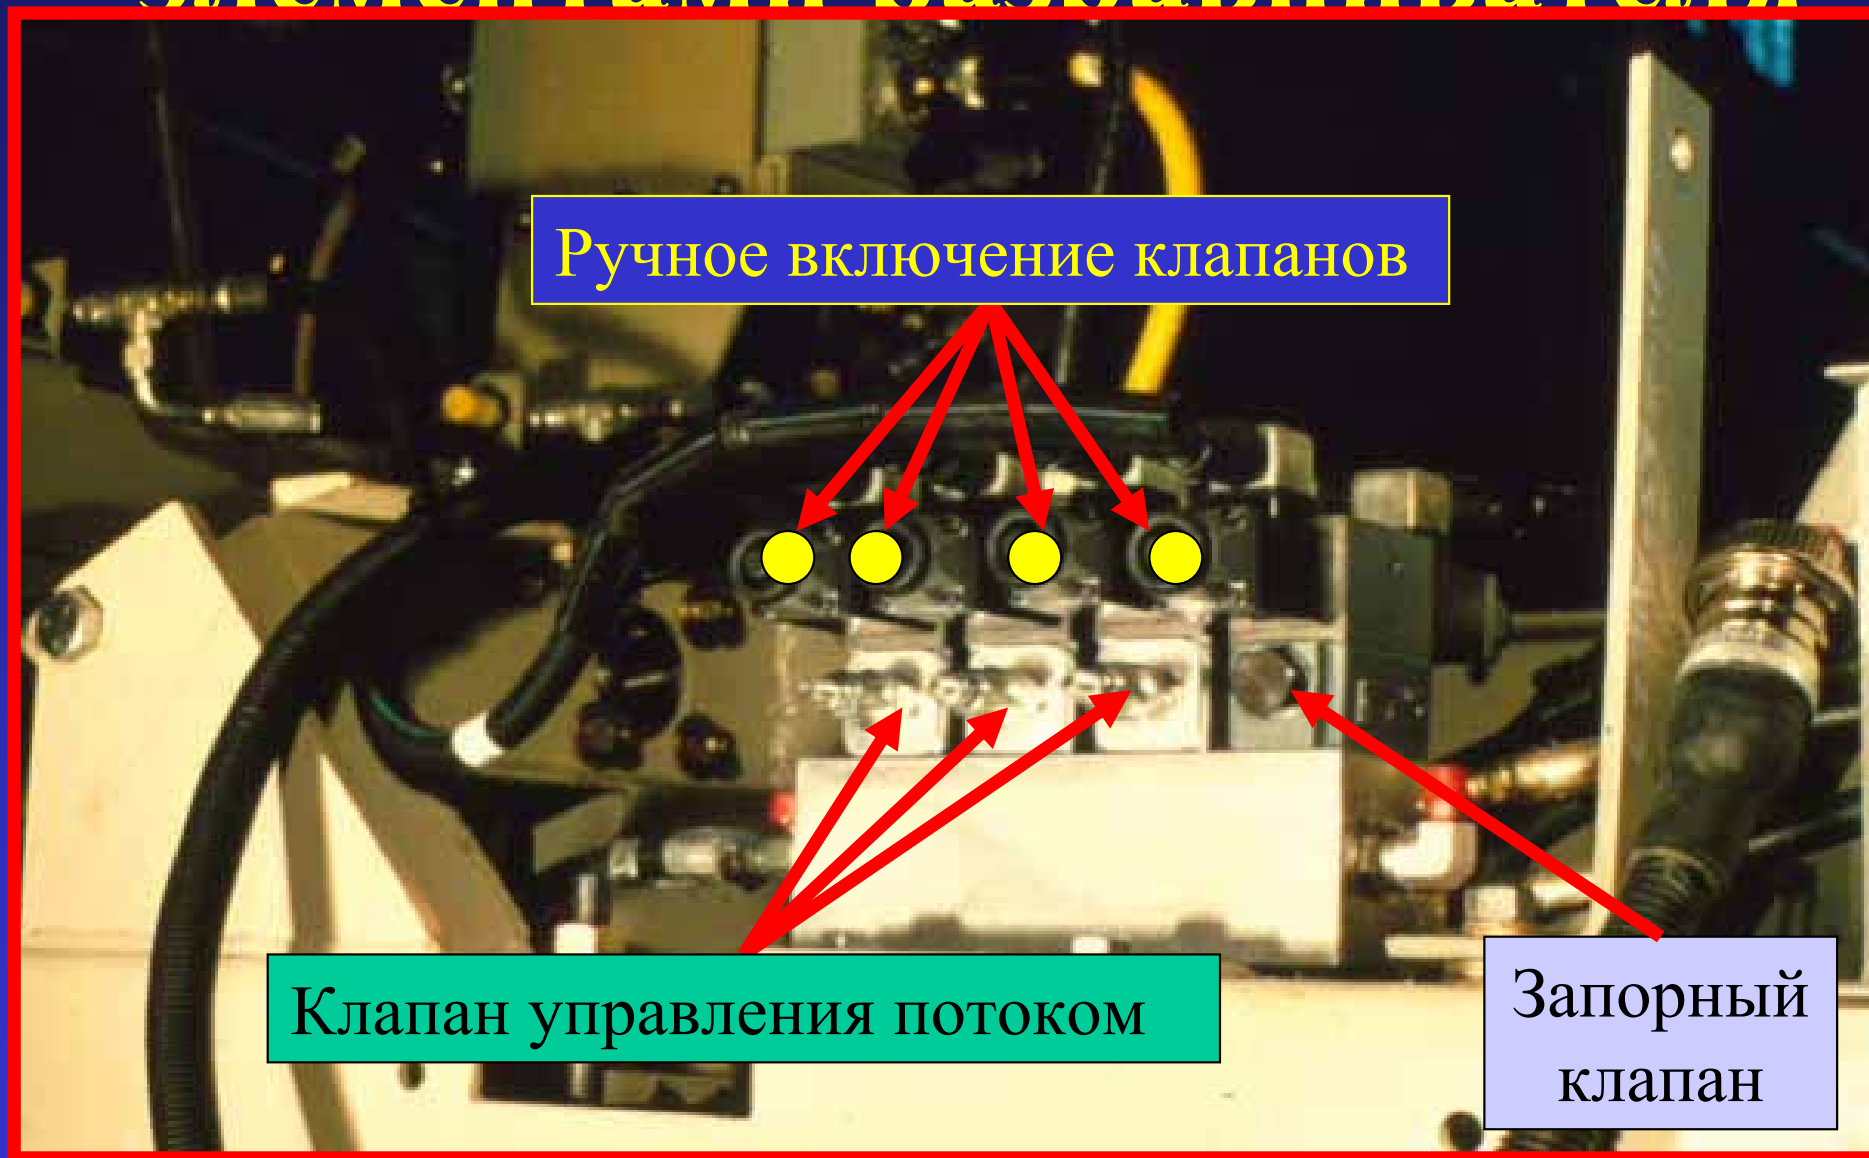 Ручное включение клапанов
Клапан управления потоком
Запорный
клапан